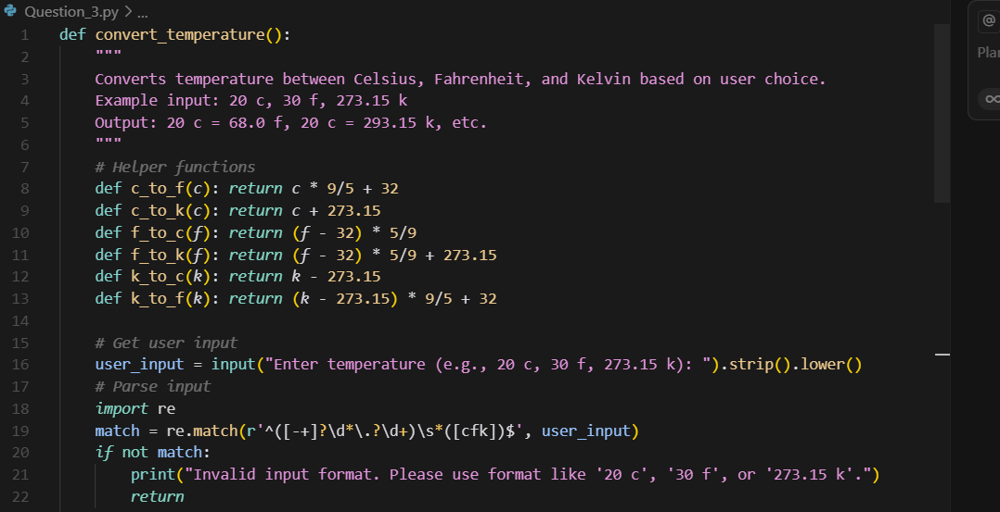 Question_3.py > ...
1 def convert_temperature():
2     """
3     Converts temperature between Celsius, Fahrenheit, and Kelvin based on user choice.
4     Example input: 20 c, 30 f, 273.15 k
5     Output: 20 c = 68.0 f, 20 c = 293.15 k, etc.
6     """
7     # Helper functions
8     def c_to_f(c): return c * 9/5 + 32
9     def c_to_k(c): return c + 273.15
10     def f_to_c(f): return (f - 32) * 5/9
11     def f_to_k(f): return (f - 32) * 5/9 + 273.15
12     def k_to_c(k): return k - 273.15
13     def k_to_f(k): return (k - 273.15) * 9/5 + 32
14
15     # Get user input
16     user_input = input("Enter temperature (e.g., 20 c, 30 f, 273.15 k): ").strip().lower()
17     # Parse input
18     import re
19     match = re.match(r'^([-+]?\d*\.?\d+)\s*([cfk])$', user_input)
20     if not match:
21         print("Invalid input format. Please use format like '20 c', '30 f', or '273.15 k'.")
22         return
@